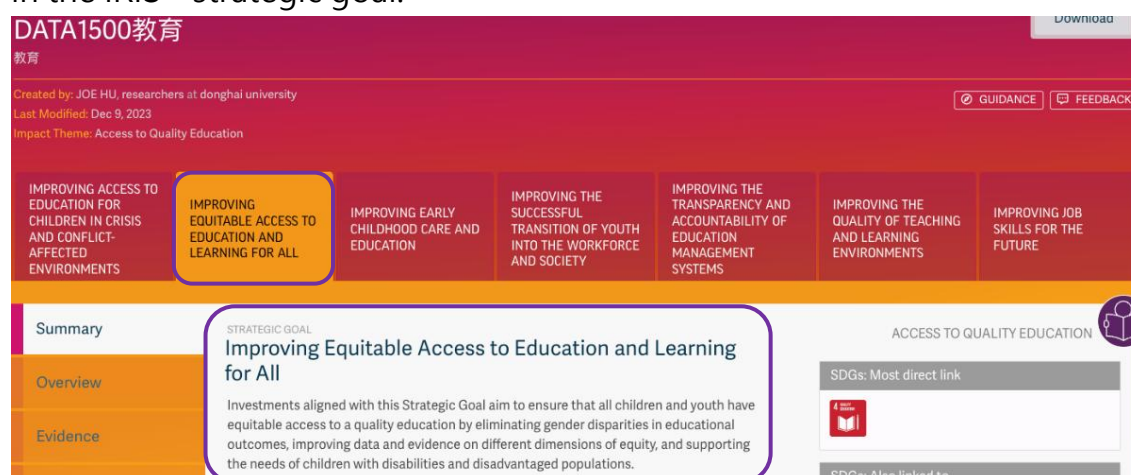 in the IRIS+ strategic goal.
DATA1500教育
Download
教育
Created by: JOE HU, researchers at donghai university
Last Modified: Dec 9, 2023
GUIDANCE
FEEDBACK
Impact Theme: Access to Quality Education
IMPROVING ACCESS TO
EDUCATION FOR
CHILDREN IN CRISIS
AND CONFLICT-
AFFECTED
ENVIRONMENTS
IMPROVING
EQUITABLE ACCESS TO
EDUCATION AND
LEARNING FOR ALL
IMPROVING EARLY
CHILDHOOD CARE AND
EDUCATION
IMPROVING THE
SUCCESSFUL
TRANSITION OF YOUTH
INTO THE WORKFORCE
AND SOCIETY
IMPROVING THE
TRANSPARENCY AND
ACCOUNTABILITY OF
EDUCATION
MANAGEMENT
SYSTEMS
IMPROVING THE
QUALITY OF TEACHING
AND LEARNING
ENVIRONMENTS
IMPROVING JOB
SKILLS FOR THE
FUTURE
Summary
Overview
Evidence
STRATEGIC GOAL
Improving Equitable Access to Education and Learning
for All
Investments aligned with this Strategic Goal aim to ensure that all children and youth have
equitable access to a quality education by eliminating gender disparities in educational
outcomes, improving data and evidence on different dimensions of equity, and supporting
the needs of children with disabilities and disadvantaged populations.
ACCESS TO QUALITY EDUCATION
SDGs: Most direct link
4 QUALITY
EDUCATION
SDGs: Also linked to